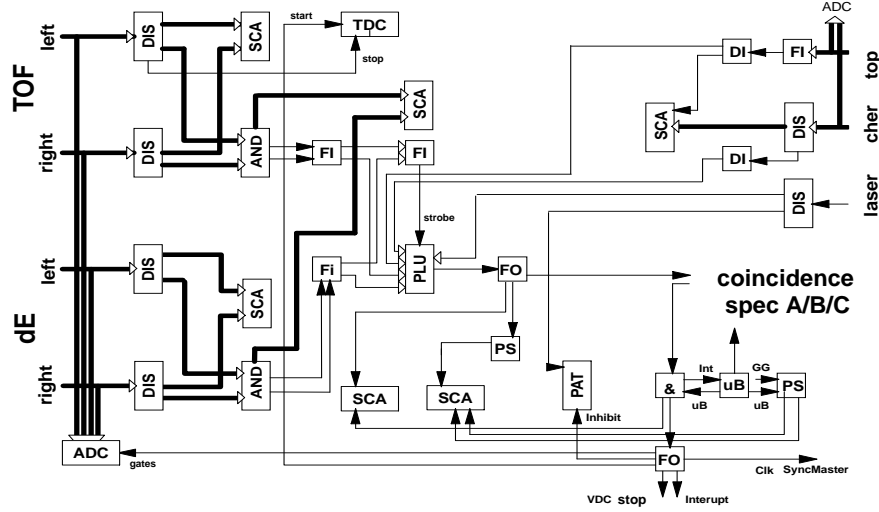 TOF
left
right
dE
left
right
DIS
SCA
start
TDC
stop
SCA
DIS
AND
FI
FI
strobe
DIS
SCA
Fi
PLU
FO
PS
DIS
AND
SCA
SCA
PAT
Inhibit
ADC
gates
ADC
top
cher
laser
DI
FI
SCA
DIS
DI
DIS
coincidence
spec A/B/C
&
Int
uB
uB
GG
uB
PS
FO
Clk SyncMaster
VDC stop
Interupt